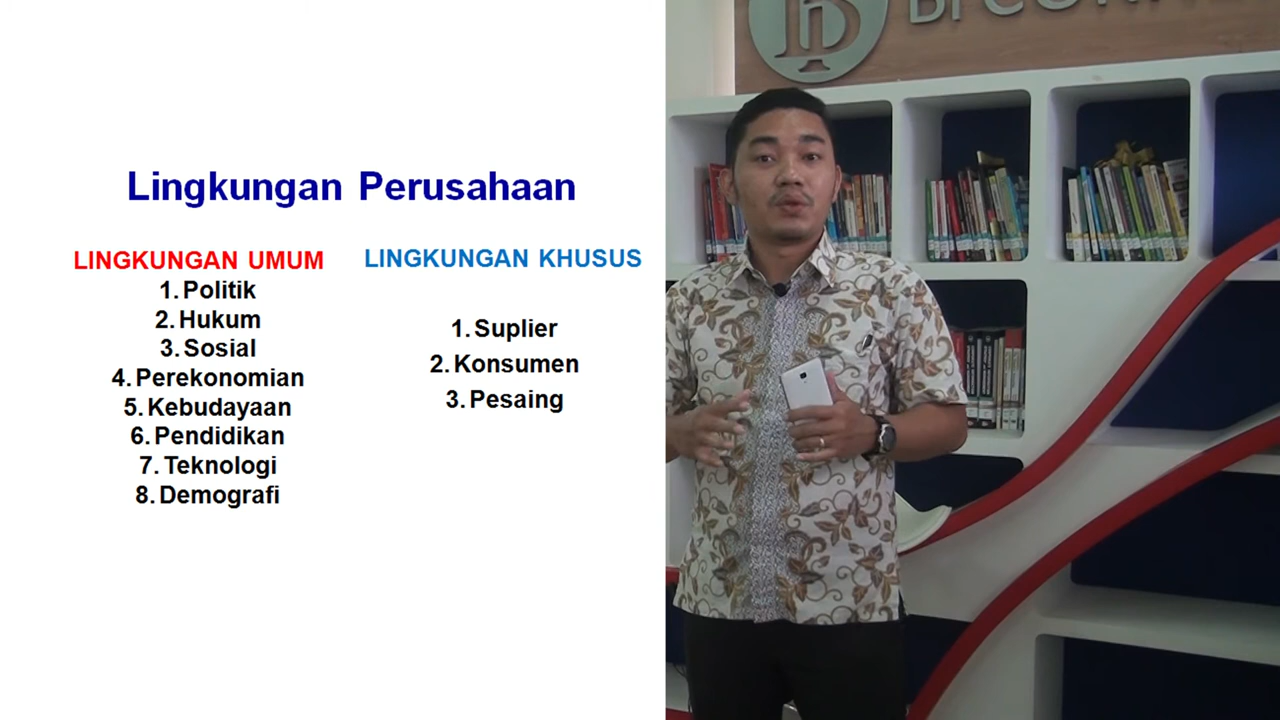 Lingkungan Perusahaan
LINGKUNGAN UMUM
1. Politik
2. Hukum
3. Sosial
4. Perekonomian
5. Kebudayaan
6. Pendidikan
7. Teknologi
8. Demografi
LINGKUNGAN KHUSUS
1. Suplier
2. Konsumen
3. Pesaing
BI